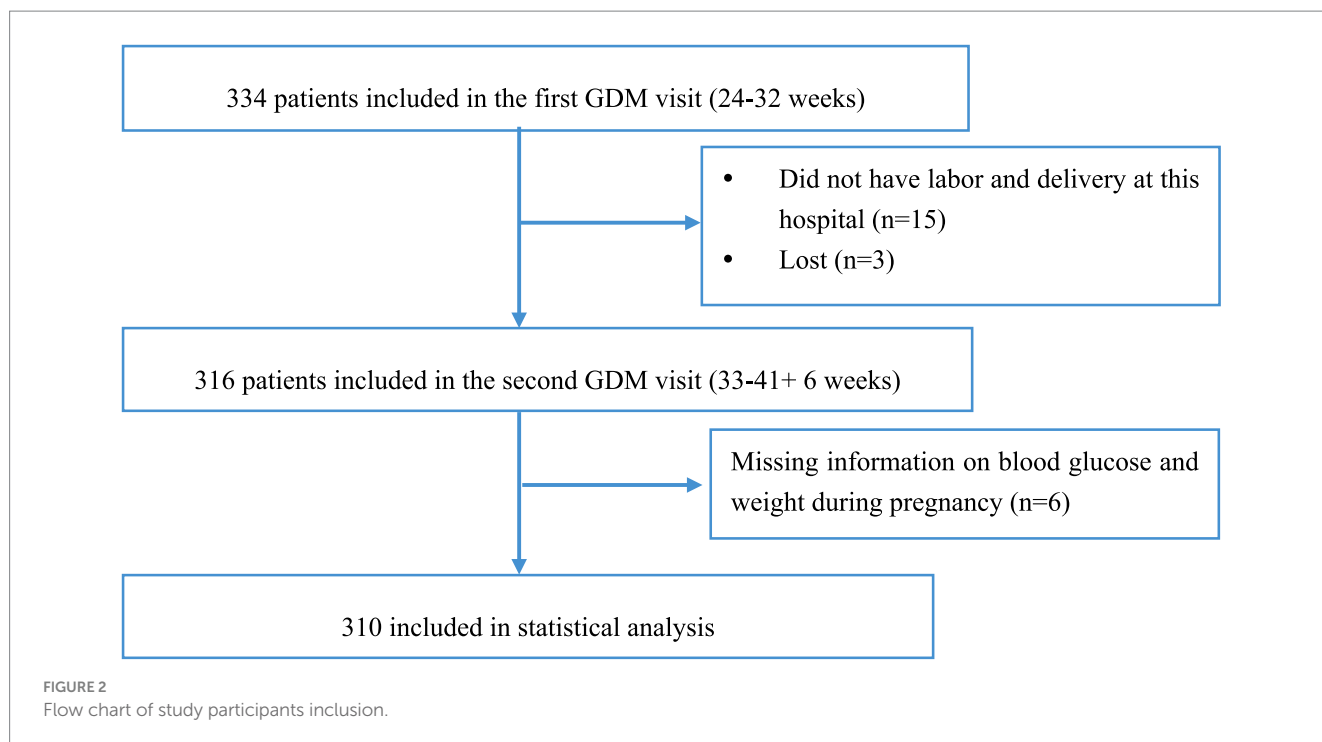 334 patients included in the first GDM visit (24-32 weeks)
• Did not have labor and delivery at this
hospital (n=15)
• Lost (n=3)
316 patients included in the second GDM visit (33-41+ 6 weeks)
Missing information on blood glucose and
weight during pregnancy (n=6)
310 included in statistical analysis
FIGURE 2
Flow chart of study participants inclusion.